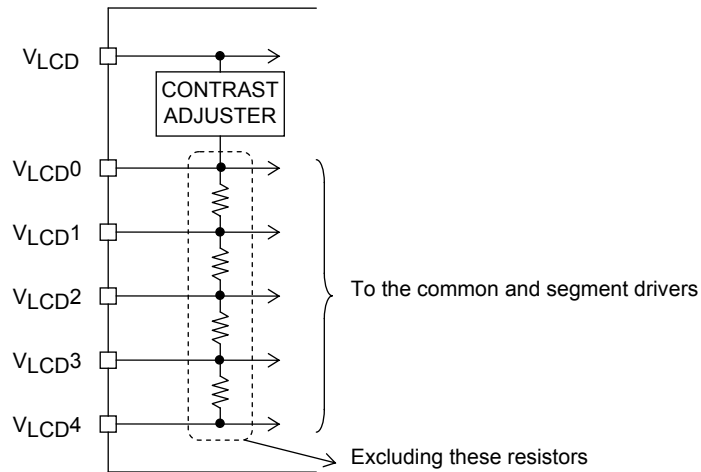 VLCD
CONTRAST
ADJUSTER
VLCD0
VLCD1
VLCD2
To the common and segment drivers
VLCD3
VLCD4
Excluding these resistors